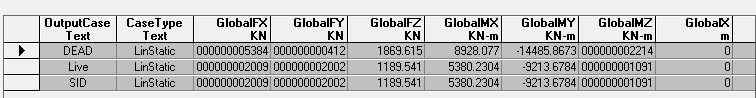 OutputCase CaseType GlobalFX GlobalFY GlobalFZ GlobalMX GlobalMY GlobalMZ GlobalX
Text Text KN KN KN KN-m KN-m KN-m m
DEAD LinStatic 000000005384 000000000412 1869.615 8928.077 -14485.8673 000000002214 0
Live LinStatic 000000002009 000000002002 1189.541 5380.2304 -9213.6784 000000001091 0
SID LinStatic 000000002009 000000002002 1189.541 5380.2304 -9213.6784 000000001091 0